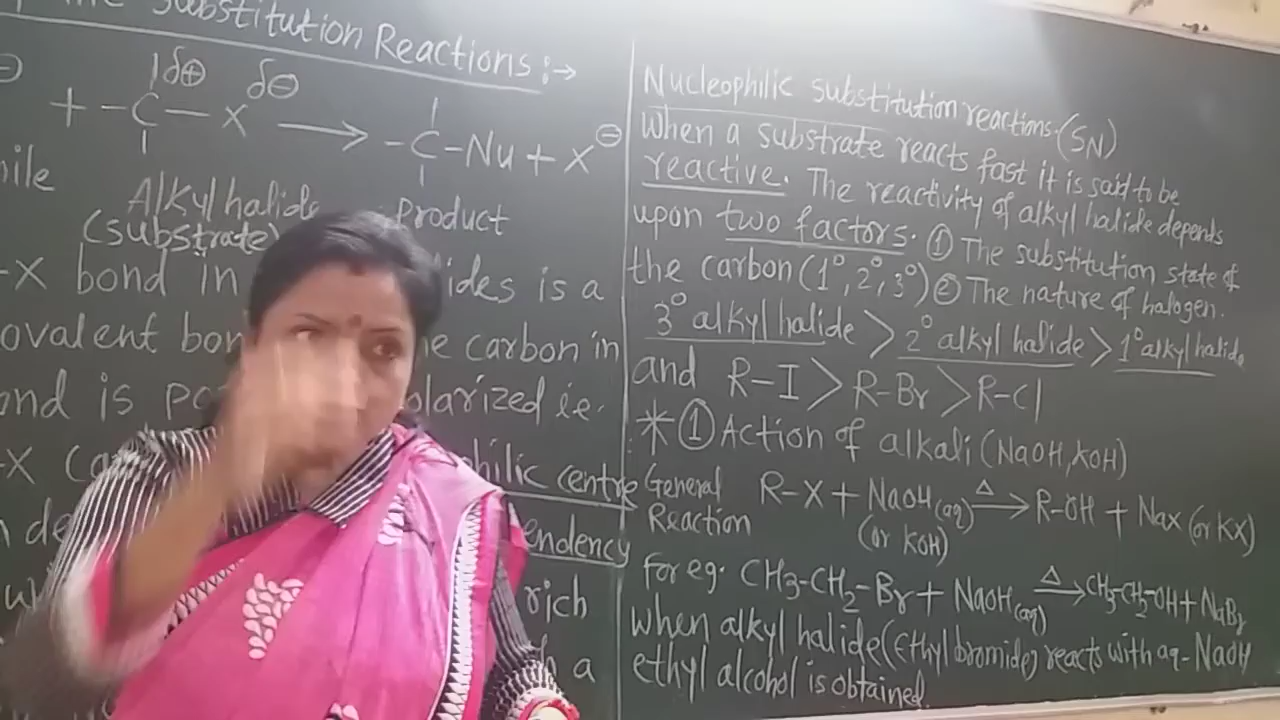 Substitution Reactions :→
⊖ + -C-X → -C-Nu + X⊖
δ⊕ δ⊖
Alkyl halide Product
(substrate)
-X bond in ides is a
ovalent bon e carbon in
and is po larized i.e.
-X ca philic centre
endency
rich
a
Nucleophilic substitution reactions. (SN)
When a substrate reacts fast it is said to be
reactive. The reactivity of alkyl halide depends
upon two factors. ① The substitution state of
the carbon (1°, 2°, 3°) ② The nature of halogen.
3° alkyl halide > 2° alkyl halide > 1° alkyl halide
and R-I > R-Br > R-Cl
* ① Action of alkali (NaOH, KOH)
General R-X + NaOH(aq) Δ→ R-OH + Nax (or KX)
Reaction (or KOH)
For eg. CH3-CH2-Br + NaOH(aq) Δ→ CH3-CH2-OH + NaBr
When alkyl halide (Ethyl bromide) reacts with aq-NaOH
ethyl alcohol is obtained.